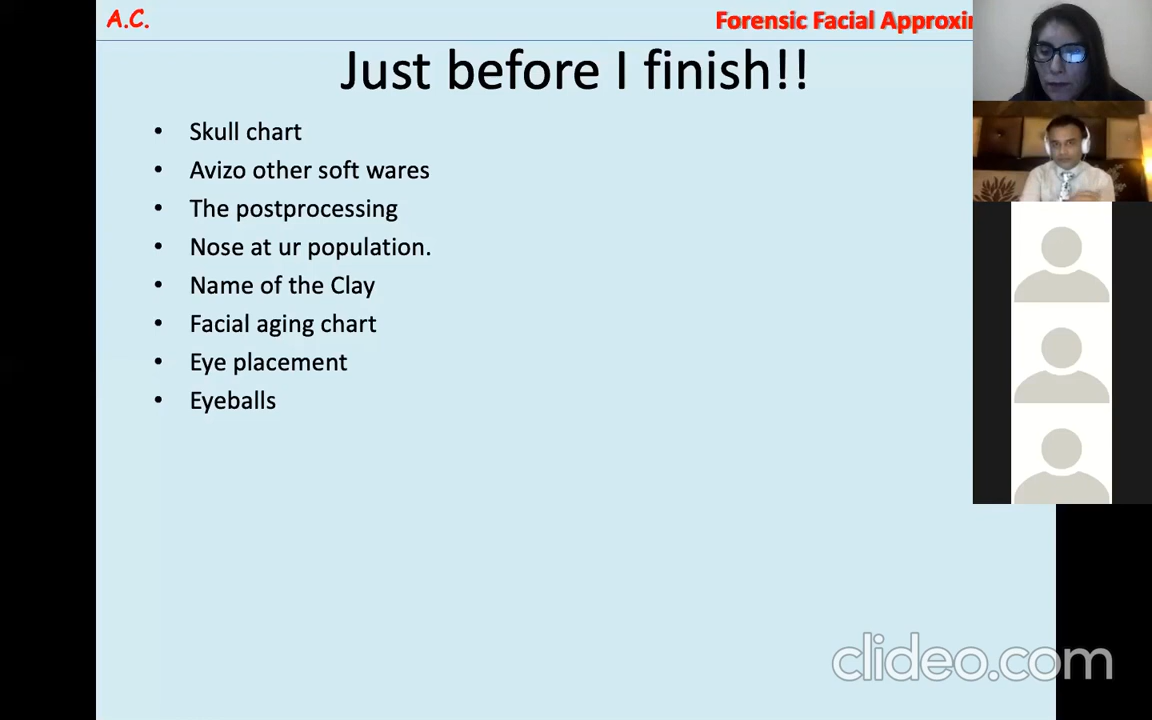 A.C.
Forensic Facial
Just before I finish!!
• Skull chart
• Avizo other soft wares
• The postprocessing
• Nose at ur population.
• Name of the Clay
• Facial aging chart
• Eye placement
• Eyeballs
clideo.com